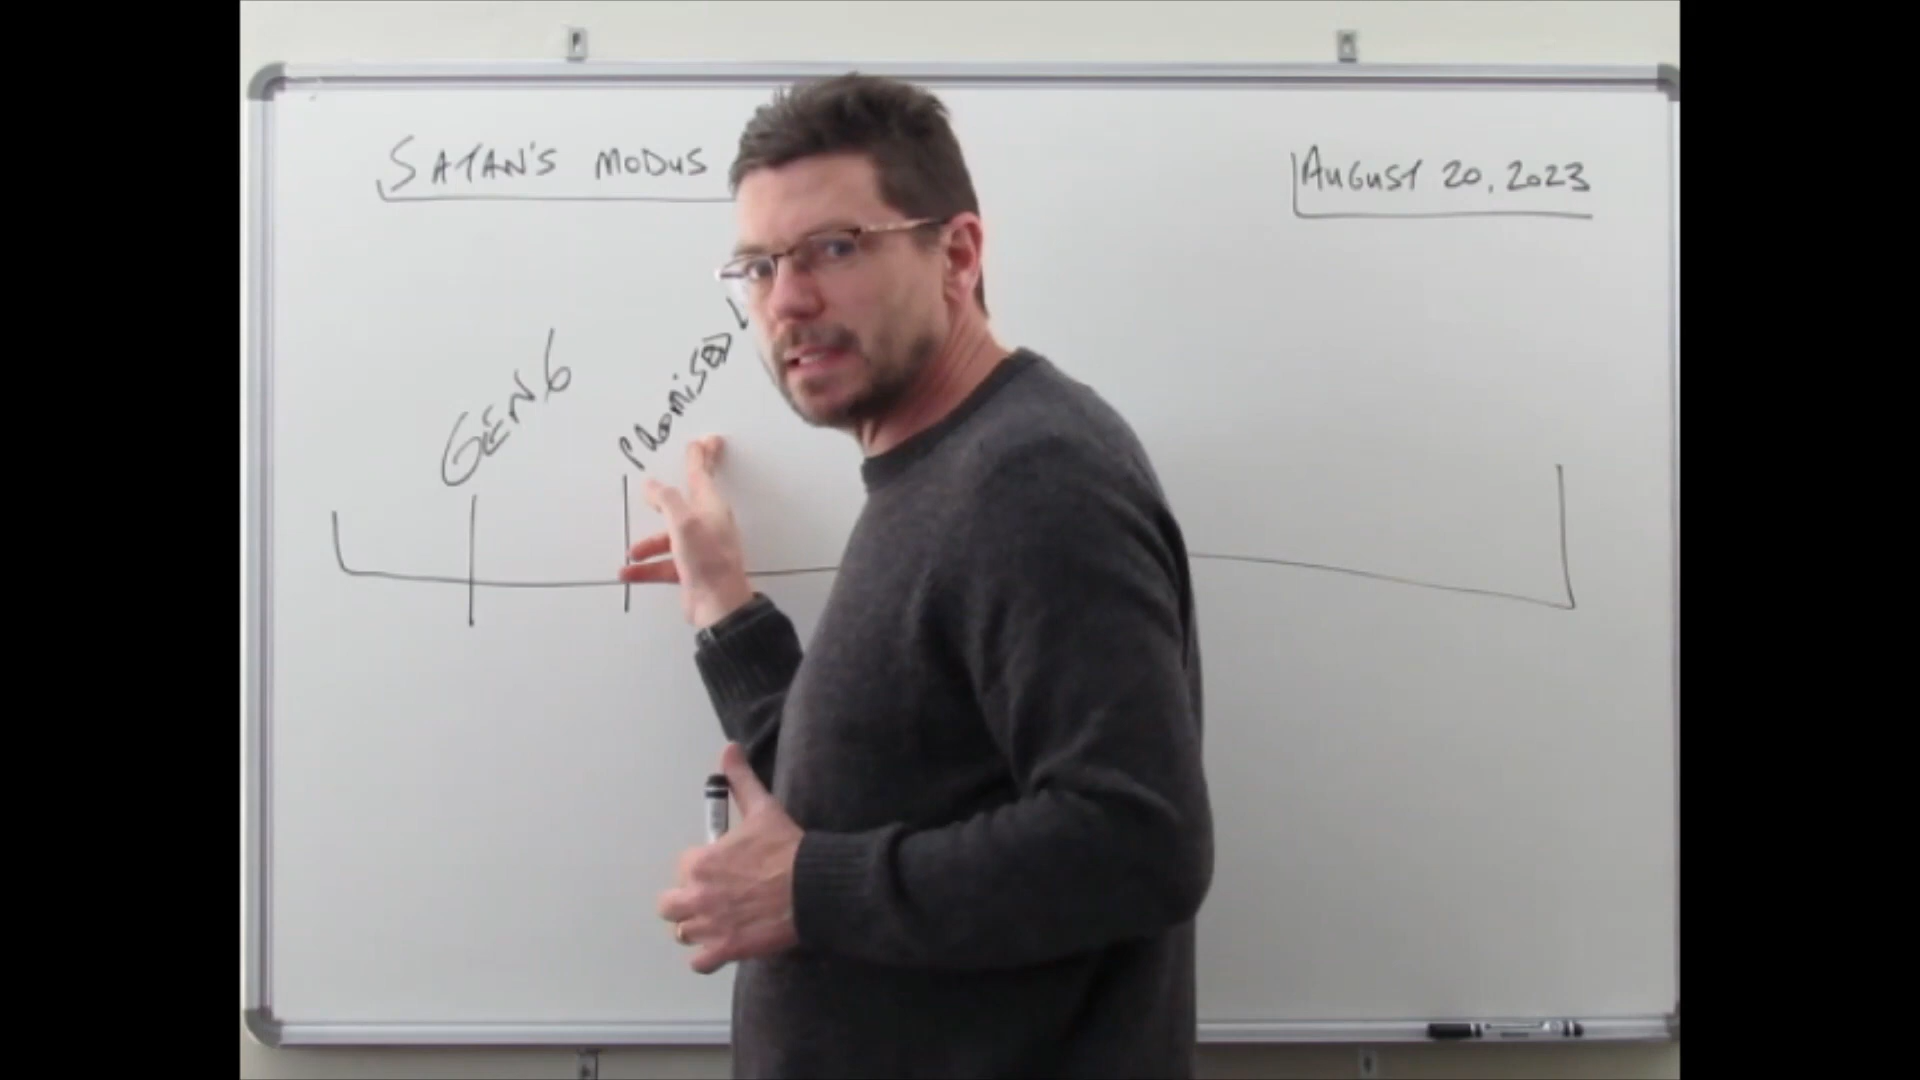 SATAN'S MODUS
AUGUST 20, 2023
GEN 6
PROMISED L